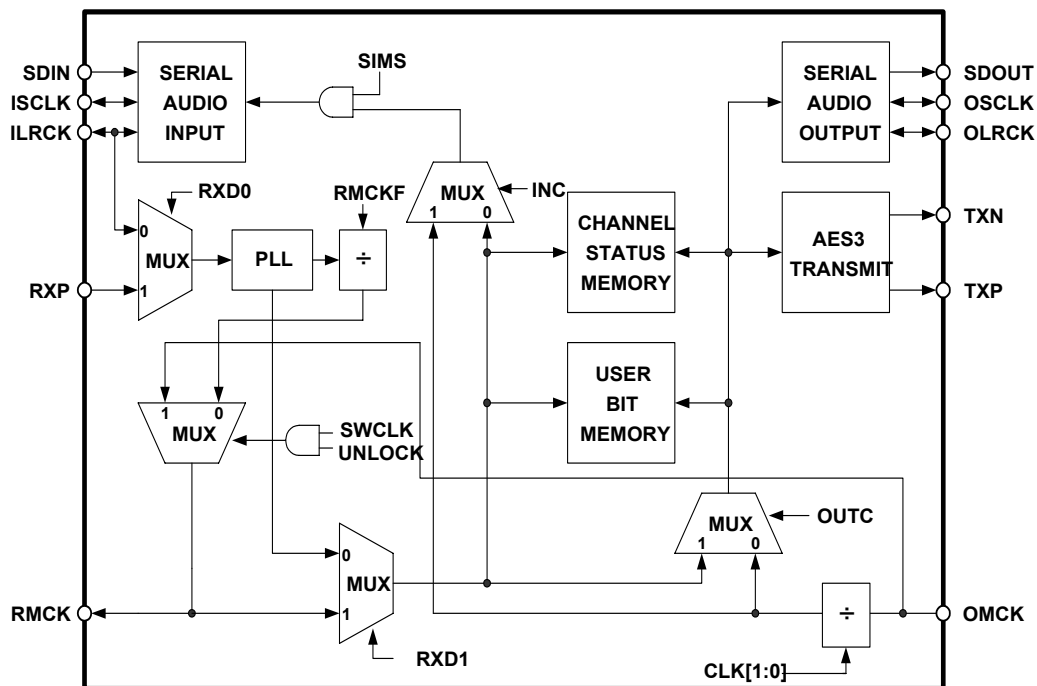 SIMS
SDIN
ISCLK
ILRCK
SERIAL
AUDIO
INPUT
SERIAL
AUDIO
OUTPUT
SDOUT
OSCLK
OLRCK
RXD0
RMCKF
MUX
1 0
INC
0
MUX
1
RXP
PLL
÷
CHANNEL
STATUS
MEMORY
AES3
TRANSMIT
TXN
TXP
1 0
MUX
SWCLK
UNLOCK
USER
BIT
MEMORY
MUX
1 0
OUTC
0
MUX
1
RMCK
RXD1
÷
OMCK
CLK[1:0]